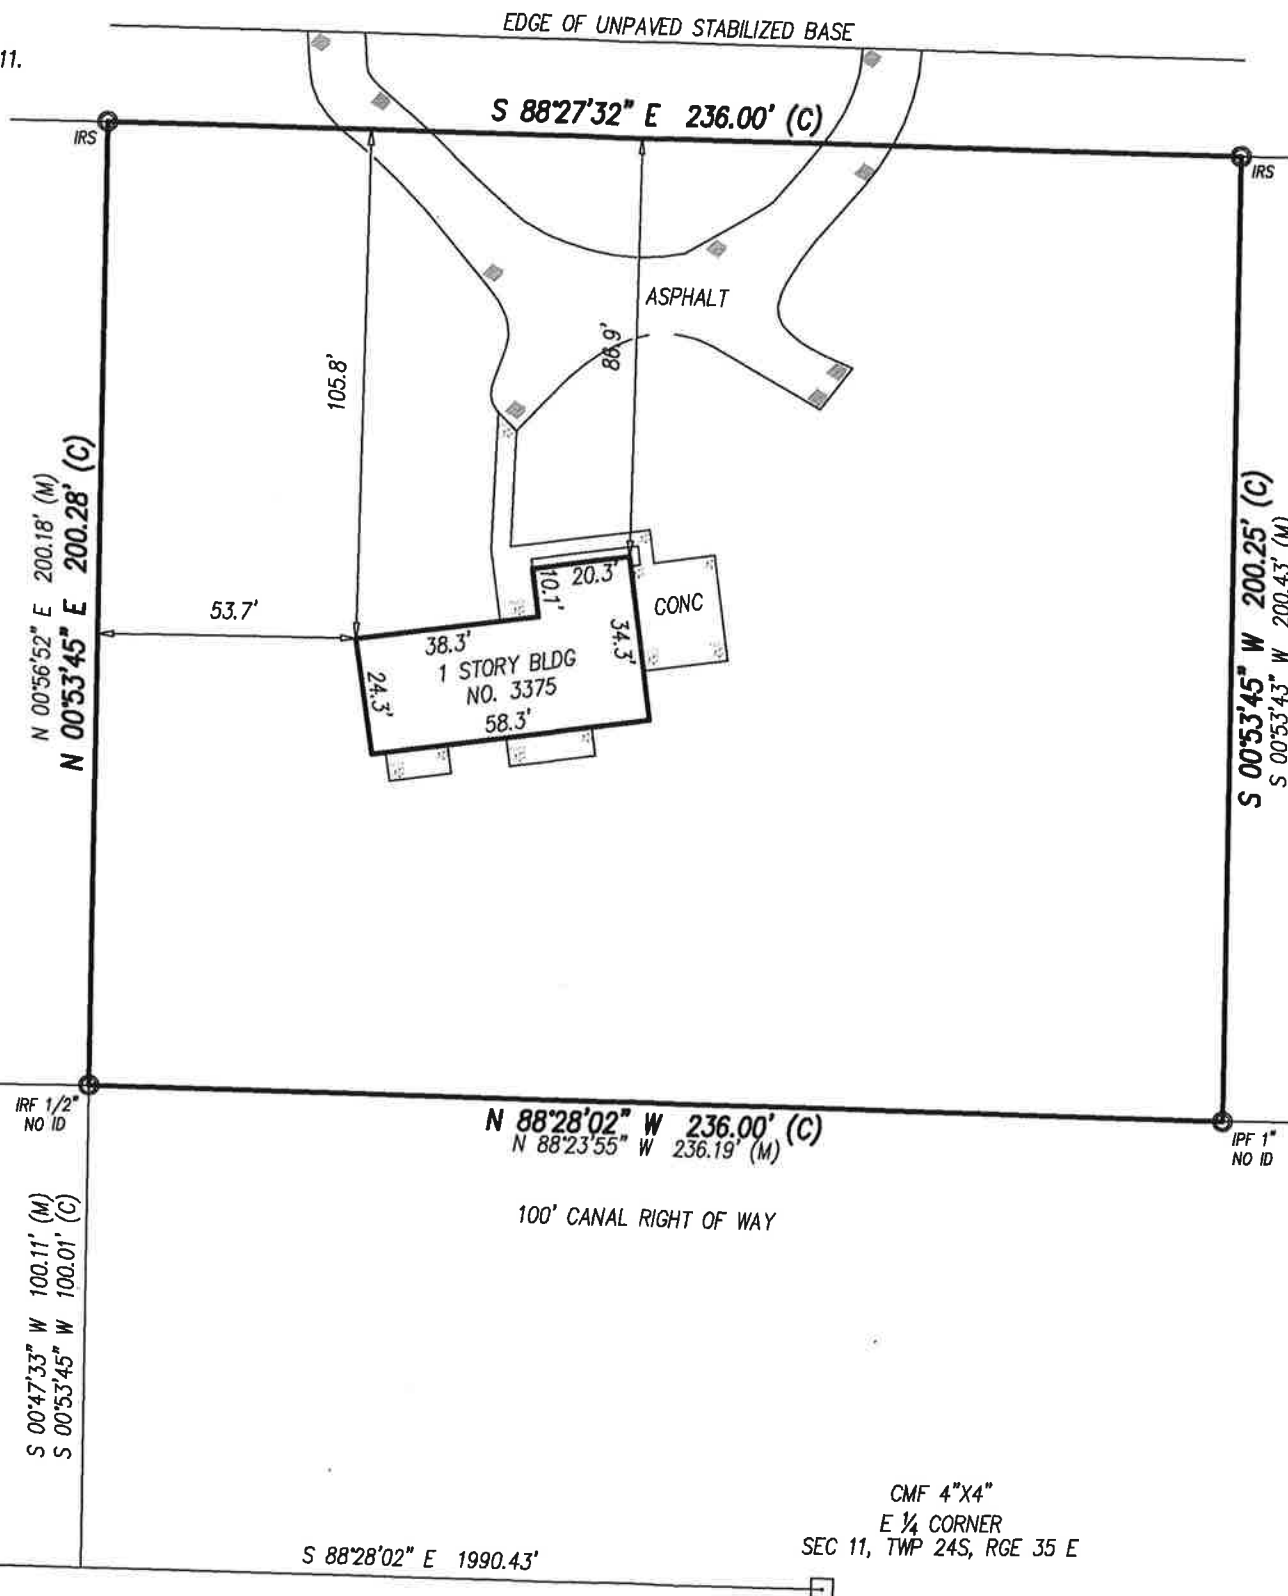 EDGE OF UNPAVED STABILIZED BASE
11.
S 88°27'32" E 236.00' (C)
IRS
IRS
ASPHALT
105.8'
86.9'
N 00°56'52" E 200.18' (M)
N 00°53'45" E 200.28' (C)
S 00°53'45" W 200.25' (C)
S 00°53'43" W 200.43' (M)
53.7'
20.3'
10.1'
CONC
38.3'
34.3'
1 STORY BLDG
NO. 3375
24.3'
58.3'
IRF 1/2"
NO ID
N 88°28'02" W 236.00' (C)
N 88°23'55" W 236.19' (M)
IPF 1"
NO ID
100' CANAL RIGHT OF WAY
S 00°47'33" W 100.11' (M)
S 00°53'45" W 100.01' (C)
CMF 4"X4"
E ¼ CORNER
SEC 11, TWP 24S, RGE 35 E
S 88°28'02" E 1990.43'